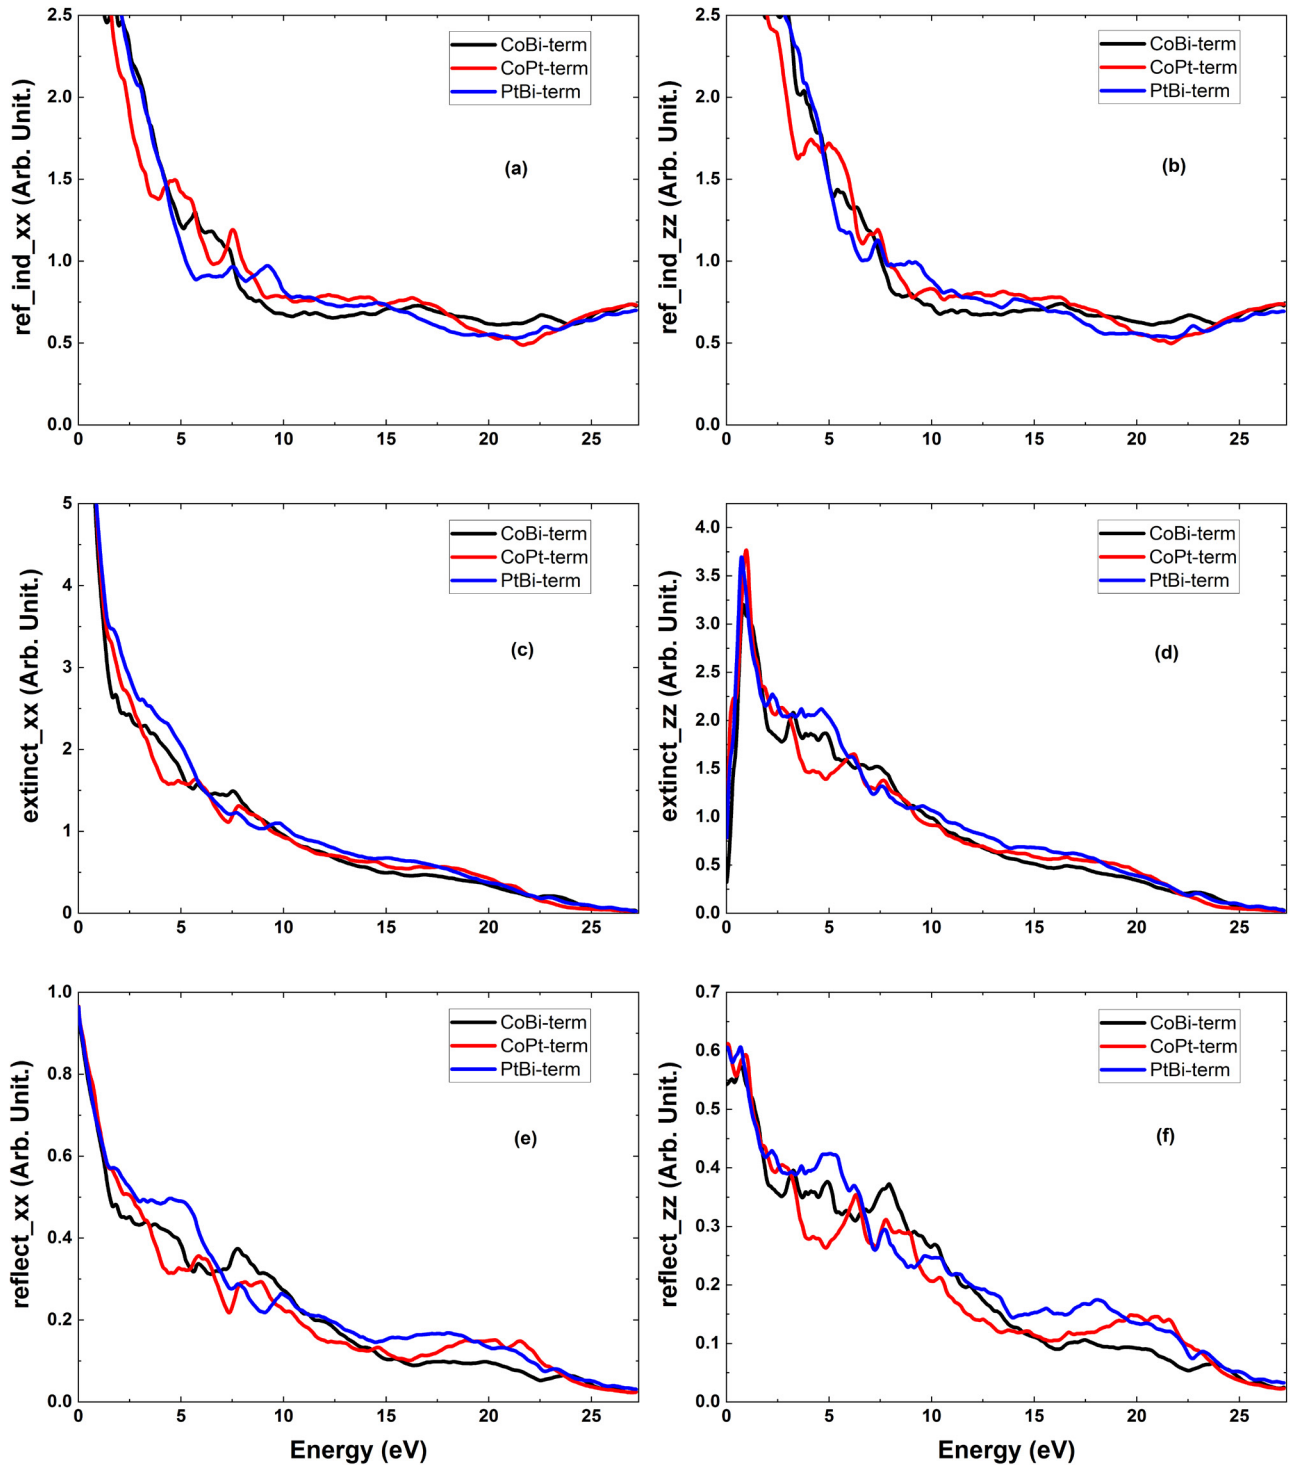 ref_ind_xx (Arb. Unit.)
2.5
2.0
1.5
1.0
0.5
0.0
CoBi-term
CoPt-term
PtBi-term
(a)
0 5 10 15 20 25
ref_ind_zz (Arb. Unit.)
2.5
2.0
1.5
1.0
0.5
0.0
CoBi-term
CoPt-term
PtBi-term
(b)
0.0 5 10 15 20 25
extinct_xx (Arb. Unit.)
5
4
3
2
1
0
CoBi-term
CoPt-term
PtBi-term
(c)
0 5 10 15 20 25
extinct_zz (Arb. Unit.)
4.0
3.5
3.0
2.5
2.0
1.5
1.0
0.5
0.0
CoBi-term
CoPt-term
PtBi-term
(d)
0 5 10 15 20 25
reflect_xx (Arb. Unit.)
1.0
0.8
0.6
0.4
0.2
0.0
CoBi-term
CoPt-term
PtBi-term
(e)
0 5 10 15 20 25
Energy (eV)
reflect_zz (Arb. Unit.)
0.7
0.6
0.5
0.4
0.3
0.2
0.1
0.0
CoBi-term
CoPt-term
PtBi-term
(f)
0 5 10 15 20 25
Energy (eV)